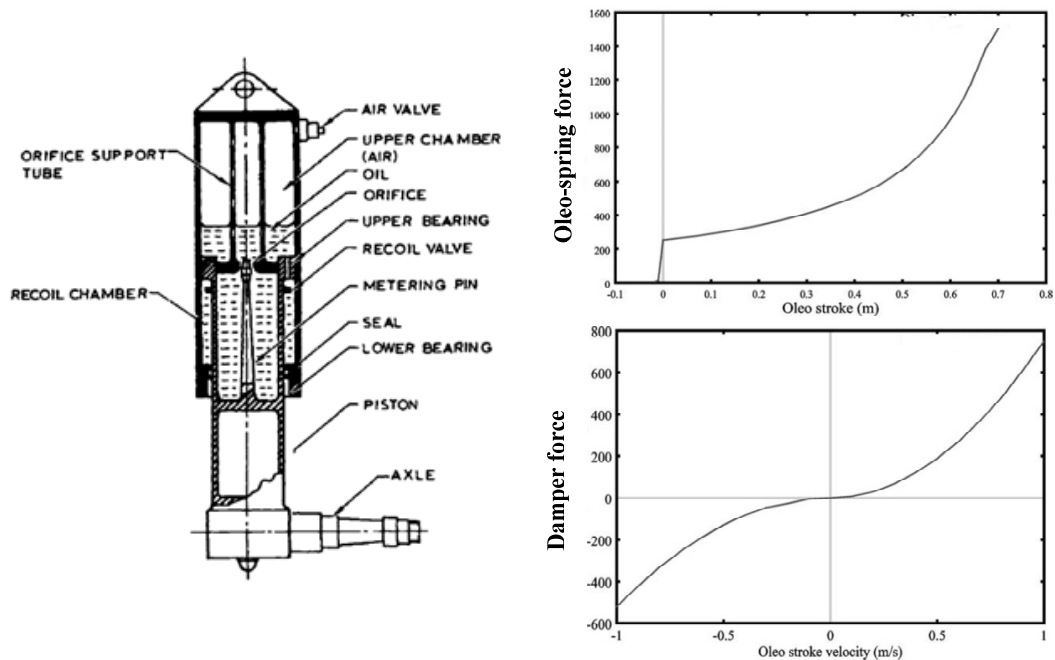 AIR VALVE
UPPER CHAMBER
(AIR)
OIL
ORIFICE
UPPER BEARING
RECOIL VALVE
METERING PIN
SEAL
LOWER BEARING
PISTON
AXLE
ORIFICE SUPPORT
TUBE
RECOIL CHAMBER
Oleo-spring force
1600
1400
1200
1000
800
600
400
200
0
-0.1
0
0.1
0.2
0.3
0.4
0.5
0.6
0.7
0.8
Oleo stroke (m)
Damper force
800
600
400
200
0
-200
-400
-600
-1
-0.5
0
0.5
1
Oleo stroke velocity (m/s)